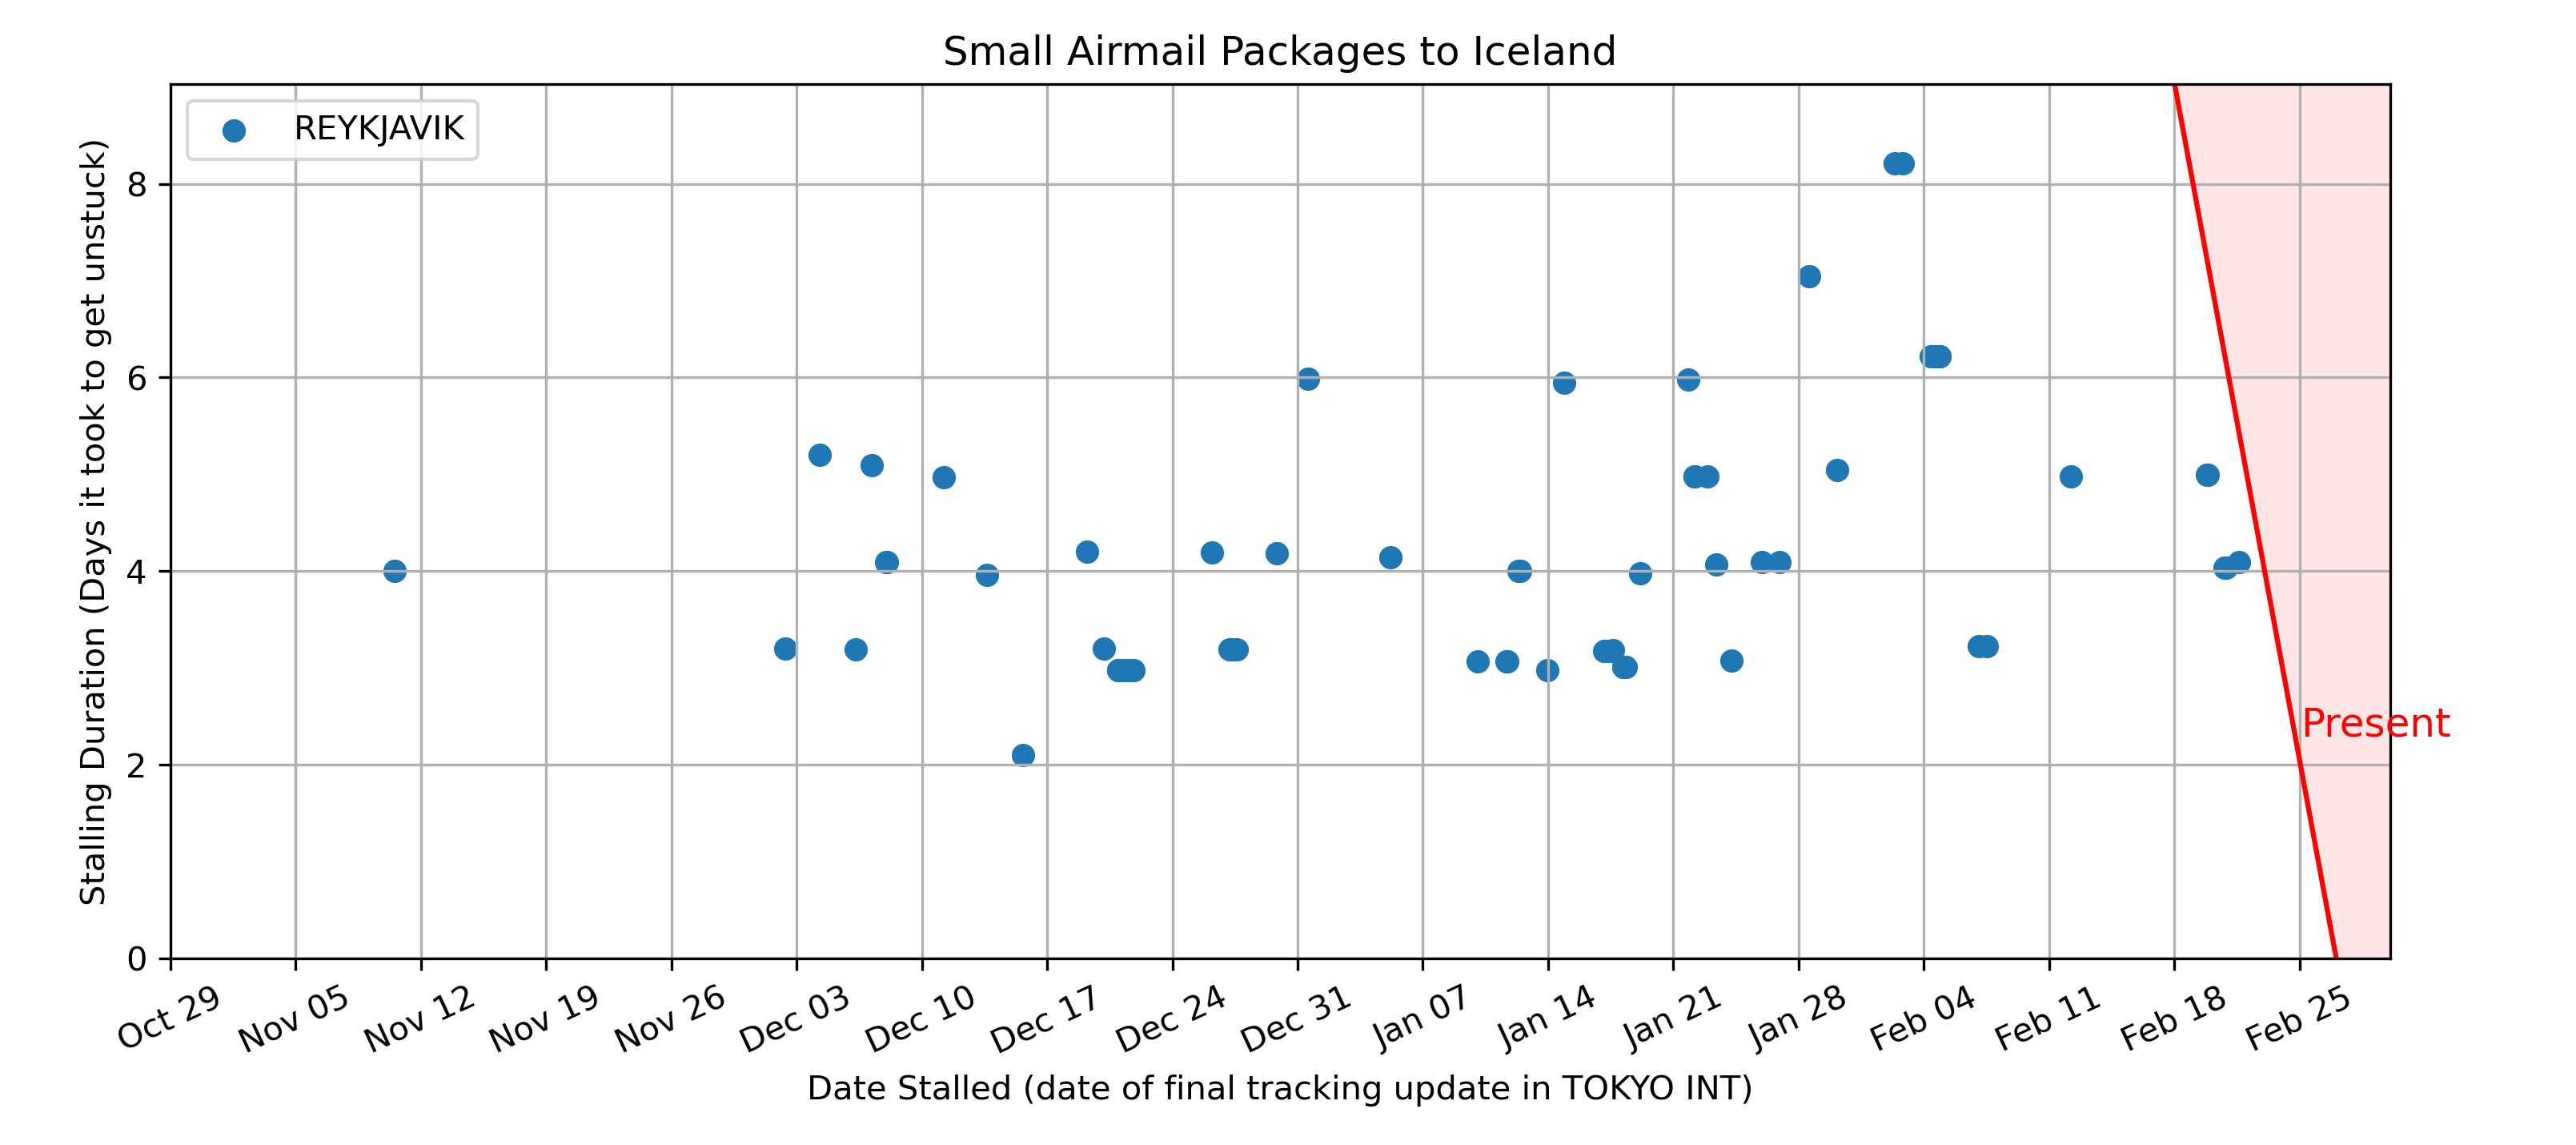 Small Airmail Packages to Iceland
REYKJAVIK
Stalling Duration (Days it took to get unstuck)
8
6
4
2
0
Present
Oct 29
Nov 05
Nov 12
Nov 19
Nov 26
Dec 03
Dec 10
Dec 17
Dec 24
Dec 31
Jan 07
Jan 14
Jan 21
Jan 28
Feb 04
Feb 11
Feb 18
Feb 25
Date Stalled (date of final tracking update in TOKYO INT)